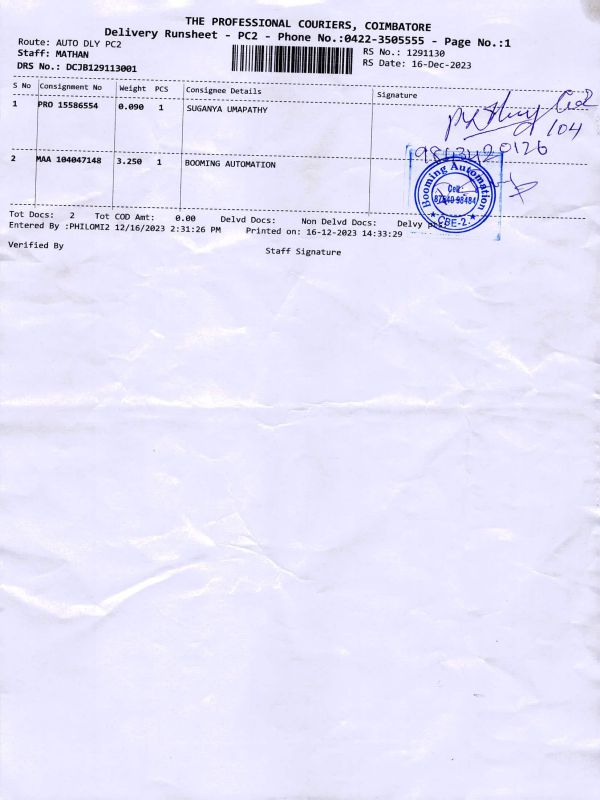 THE PROFESSIONAL COURIERS, COIMBATORE
Delivery Runsheet - PC2 - Phone No.:0422-3505555 - Page No.:1
Route: AUTO DLY PC2
RS No.: 1291130
Staff: MATHAN
RS Date: 16-Dec-2023
DRS No.: DCJB129113001
S No Consignment No Weight PCS Consignee Details Signature
1 PRO 15586554 0.090 1 SUGANYA UMAPATHY
104
2 MAA 104047148 3.250 1 BOOMING AUTOMATION
Booming Automation
Cell:
CBE-2.
Tot Docs: 2 Tot COD Amt: 0.00 Delvd Docs: Non Delvd Docs: Delvy
Entered By :PHILOMI2 12/16/2023 2:31:26 PM Printed on: 16-12-2023 14:33:29
Verified By
Staff Signature